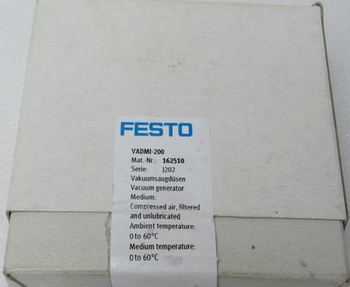 FESTO
VADMI-200
Mat.-Nr.: 162510
Serie: J202
Vakuumsaugdüsen
Vacuum generator
Medium:
Compressed air, filtered
and unlubricated
Ambient temperature:
0 to 60°C
Medium temperature:
0 to 60°C